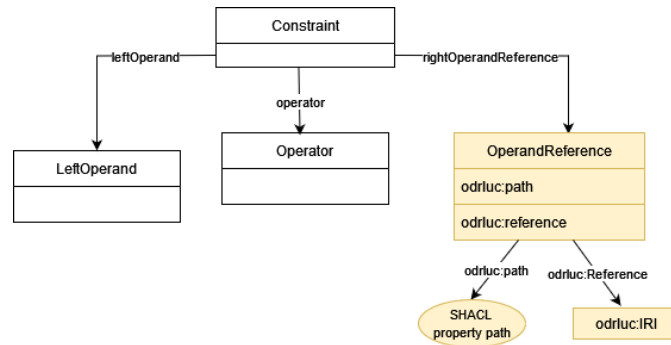 Constraint
leftOperand
rightOperandReference
operator
LeftOperand
Operator
OperandReference
odrluc:path
odrluc:reference
odrluc:path
odrluc:Reference
SHACL
property path
odrluc:IRI